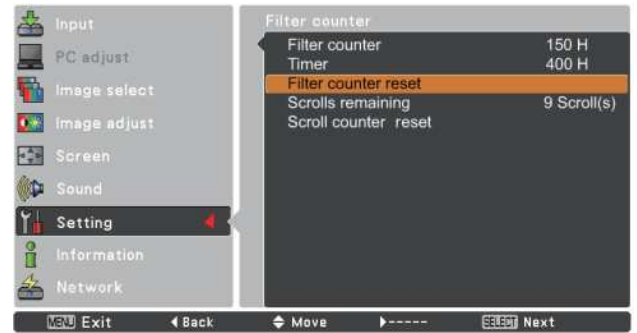 Input
PC adjust
Image select
Image adjust
Screen
Sound
Setting
Information
Network
Filter counter
Filter counter 150 H
Timer 400 H
Filter counter reset
Scrolls remaining 9 Scroll(s)
Scroll counter reset
MENU Exit Back Move ----- SELECT Next